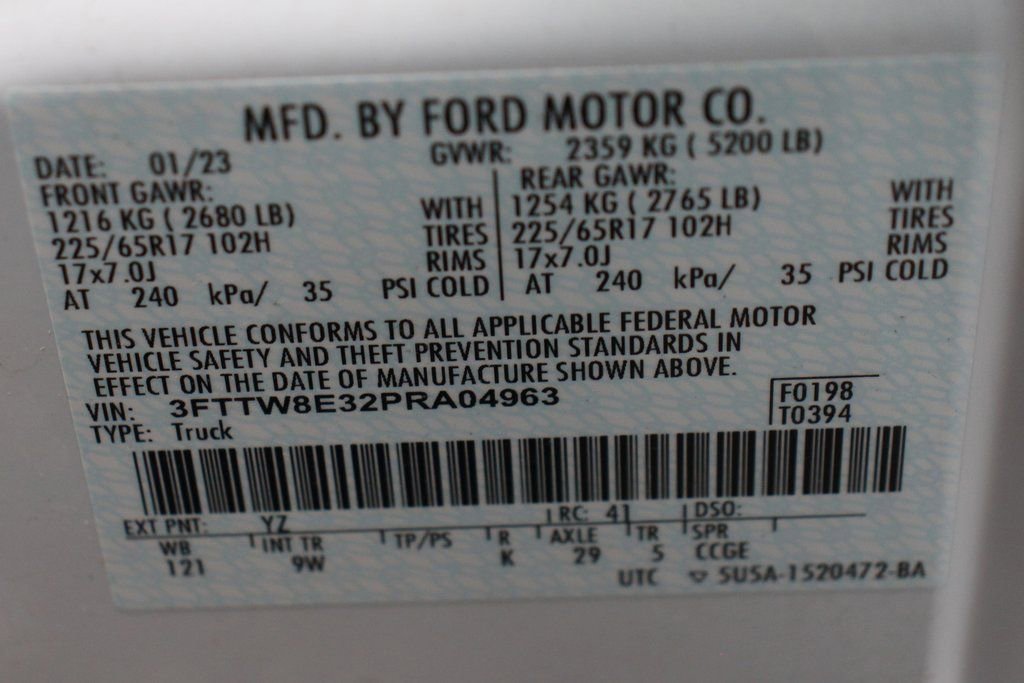 MFD. BY FORD MOTOR CO.
DATE: 01/23 GVWR: 2359 KG ( 5200 LB)
FRONT GAWR: REAR GAWR:
1216 KG ( 2680 LB) WITH 1254 KG ( 2765 LB) WITH
225/65R17 102H TIRES 225/65R17 102H TIRES
17x7.0J RIMS 17x7.0J RIMS
AT 240 kPa/ 35 PSI COLD AT 240 kPa/ 35 PSI COLD
THIS VEHICLE CONFORMS TO ALL APPLICABLE FEDERAL MOTOR
VEHICLE SAFETY AND THEFT PREVENTION STANDARDS IN
EFFECT ON THE DATE OF MANUFACTURE SHOWN ABOVE.
VIN: 3FTTW8E32PRA04963 F0198
TYPE: Truck T0394
EXT PNT: YZ RC: 41 DSO:
WB INT TR TP/PS R AXLE TR SPR
121 9W K 29 5 CCGE
UTC 5U5A-1520472-BA